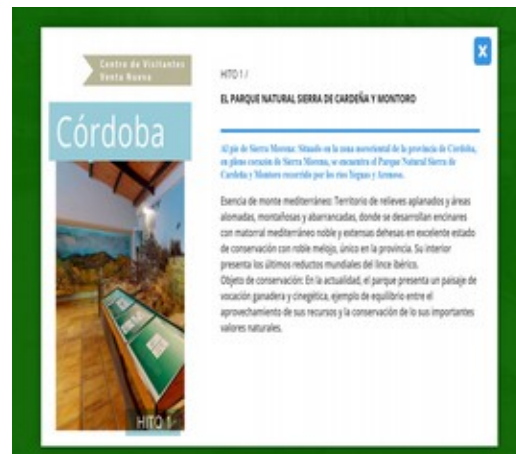 Centro de Visitantes
Venta Nueva
Córdoba
HITO 1
HITO 1 /
EL PARQUE NATURAL SIERRA DE CARDEÑA Y MONTORO
Al pie de Sierra Morena: Situado en la zona nororiental de la provincia de Córdoba,
en pleno corazón de Sierra Morena, se encuentra el Parque Natural Sierra de
Cardeña y Montoro recorrido por los ríos Yeguas y Arenoso.
Esencia de monte mediterráneo: Territorio de relieves aplanados y áreas
alomadas, montañosas y abarrancadas, donde se desarrollan encinares
con matorral mediterráneo noble y extensas dehesas en excelente estado
de conservación con roble melojo, único en la provincia. Su interior
presenta los últimos reductos mundiales del lince ibérico.
Objeto de conservación: En la actualidad, el parque presenta un paisaje de
vocación ganadera y cinegética, ejemplo de equilibrio entre el
aprovechamiento de sus recursos y la conservación de lo sus importantes
valores naturales.
X